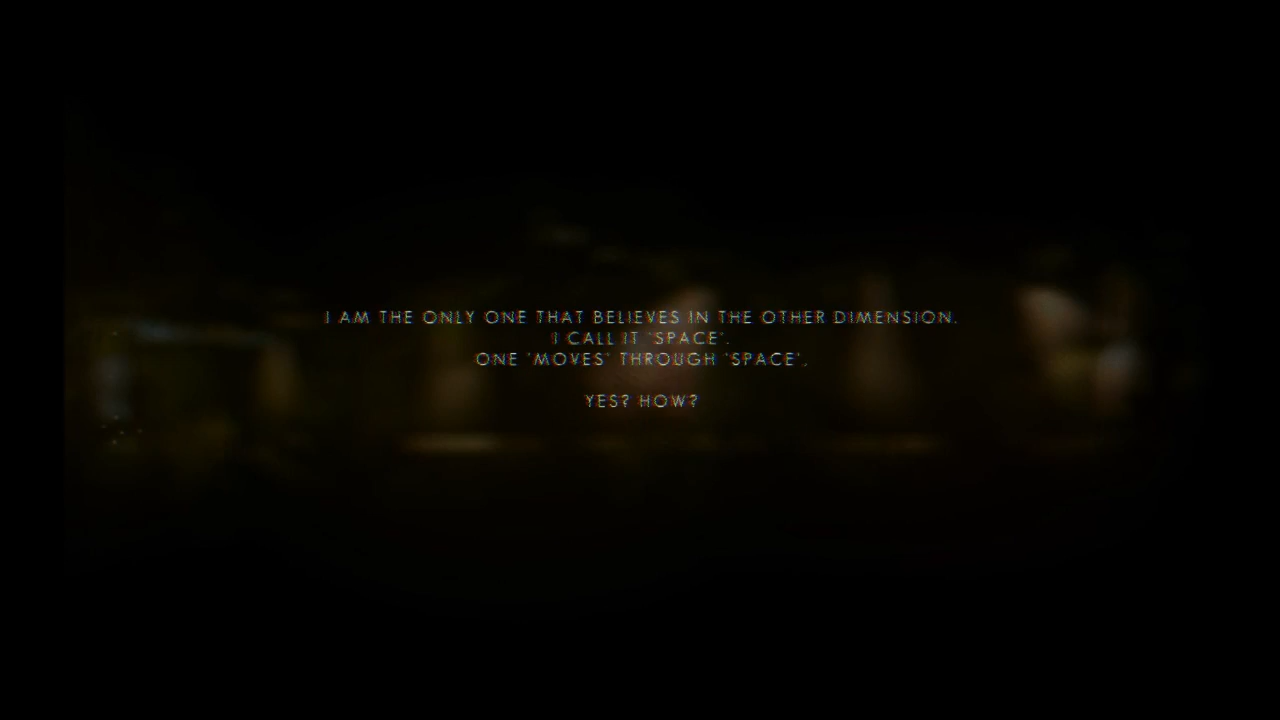 I AM THE ONLY ONE THAT BELIEVES IN THE OTHER DIMENSION.
I CALL IT 'SPACE'.
ONE 'MOVES' THROUGH 'SPACE'.
YES? HOW?